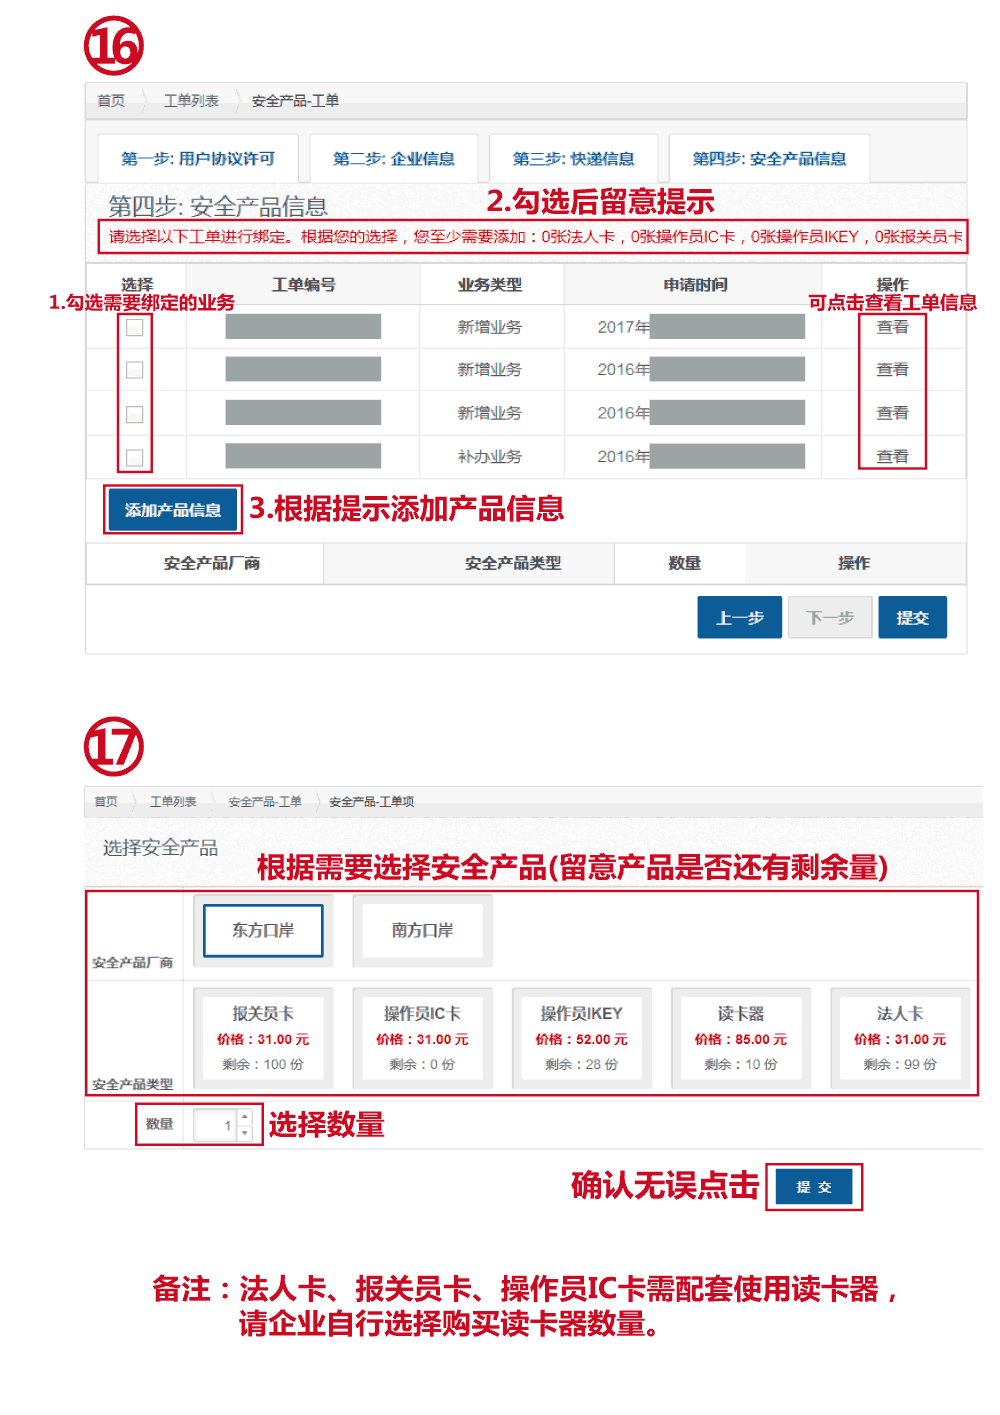 16
首页 工单列表 安全产品-工单
第一步: 用户协议许可 第二步: 企业信息 第三步: 快递信息 第四步: 安全产品信息
第四步: 安全产品信息
2.勾选后留意提示
请选择以下工单进行绑定。根据您的选择，您至少需要添加：0张法人卡，0张操作员IC卡，0张操作员IKEY，0张报关员卡
选择 工单编号 业务类型 申请时间 操作
1.勾选需要绑定的业务 可点击查看工单信息
新增业务 2017年 查看
新增业务 2016年 查看
新增业务 2016年 查看
补办业务 2016年 查看
添加产品信息 3.根据提示添加产品信息
安全产品厂商 安全产品类型 数量 操作
上一步 下一步 提交
17
首页 工单列表 安全产品-工单 安全产品-工单项
选择安全产品
根据需要选择安全产品(留意产品是否还有剩余量)
东方口岸 南方口岸
安全产品厂商
报关员卡 操作员IC卡 操作员IKEY 读卡器 法人卡
价格：31.00 元 价格：31.00 元 价格：52.00 元 价格：85.00 元 价格：31.00 元
剩余：100 份 剩余：0 份 剩余：28 份 剩余：10 份 剩余：99 份
安全产品类型
数量 1 选择数量
确认无误点击 提 交
备注：法人卡、报关员卡、操作员IC卡需配套使用读卡器，
请企业自行选择购买读卡器数量。